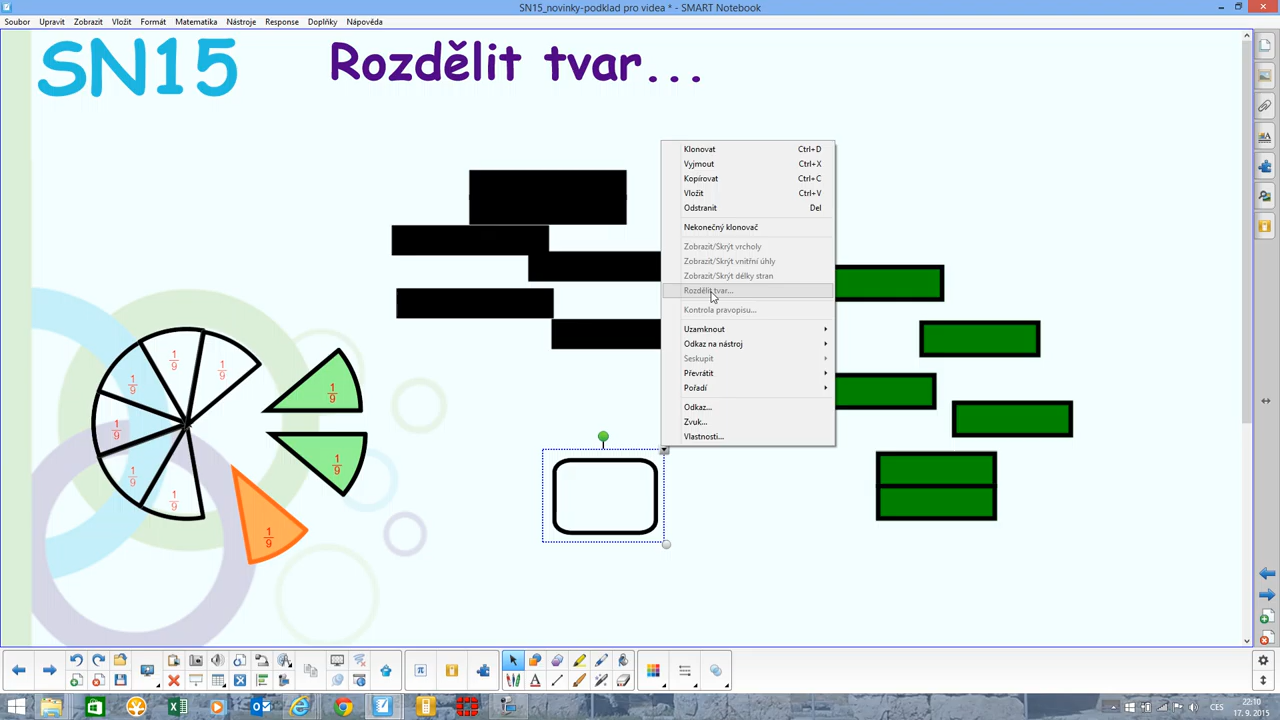 SN15_novinky-podklad pro videa * - SMART Notebook
Soubor Upravit Zobrazit Vložit Formát Matematika Nástroje Response Doplňky Nápověda
SN15 Rozdělit tvar...
Klonovat Ctrl+D
Vyjmout Ctrl+X
Kopírovat Ctrl+C
Vložit Ctrl+V
Odstranit Del
Nekonečný klonovač
Zobrazit/Skrýt vrcholy
Zobrazit/Skrýt vnitřní úhly
Zobrazit/Skrýt délky stran
Rozdělit tvar...
Kontrola pravopisu...
Uzamknout
Odkaz na nástroj
Seskupit
Převrátit
Pořadí
Odkaz...
Zvuk...
Vlastnosti...
1/9
1/9
1/9
1/9
1/9
1/9
1/9
1/9
1/9
CES
22:10
17. 9. 2015